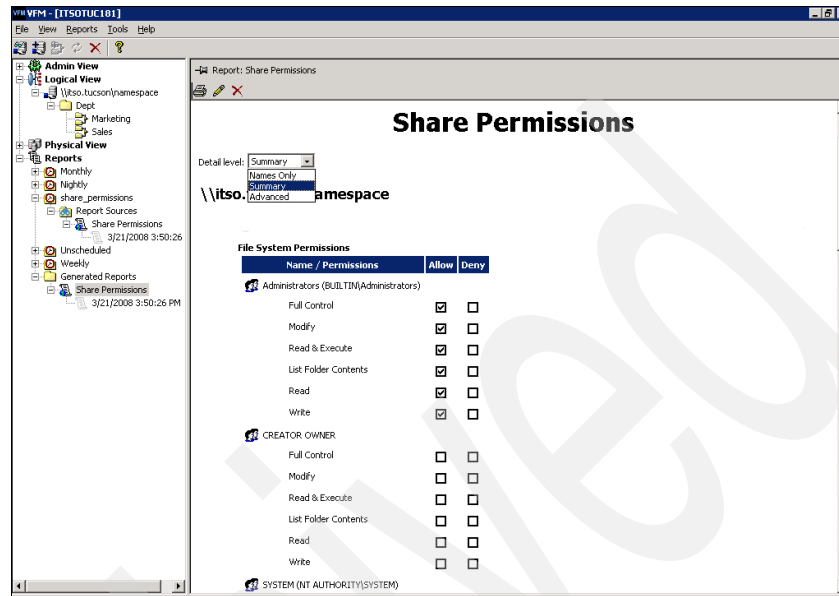 VFM VFM - [ITSOTUC181]
File View Reports Tools Help
Admin View
Logical View
\\itso.tucson\namespace
Dept
Marketing
Sales
Physical View
Reports
Monthly
Nightly
share_permissions
Report Sources
Share Permissions
3/21/2008 3:50:26
Unscheduled
Weekly
Generated Reports
Share Permissions
3/21/2008 3:50:26 PM
Report: Share Permissions
Share Permissions
Detail level: Summary
Names Only
Summary
Advanced
\\itso. amespace
File System Permissions
Name / Permissions Allow Deny
Administrators (BUILTIN\Administrators)
Full Control
Modify
Read & Execute
List Folder Contents
Read
Write
CREATOR OWNER
Full Control
Modify
Read & Execute
List Folder Contents
Read
Write
SYSTEM (NT AUTHORITY\SYSTEM)